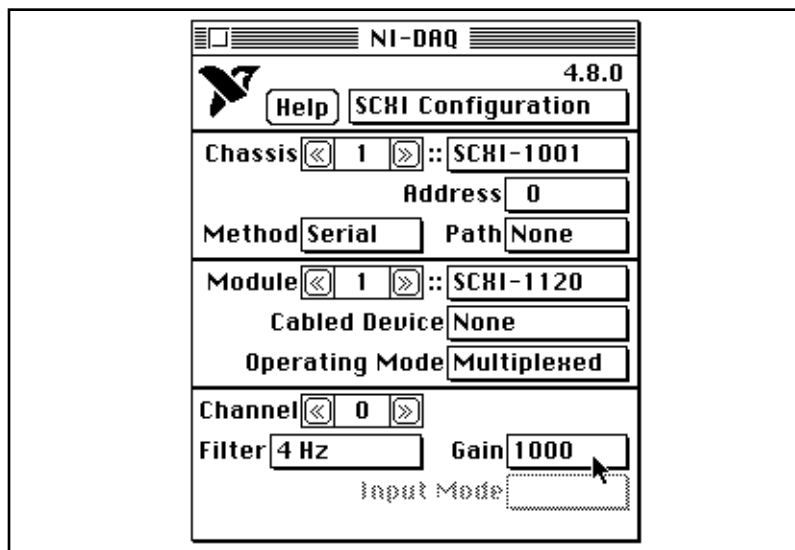 NI-DAQ
4.8.0
Help SCXI Configuration
Chassis 1 :: SCXI-1001
Address 0
Method Serial Path None
Module 1 :: SCXI-1120
Cabled Device None
Operating Mode Multiplexed
Channel 0
Filter 4 Hz Gain 1000
Input Mode